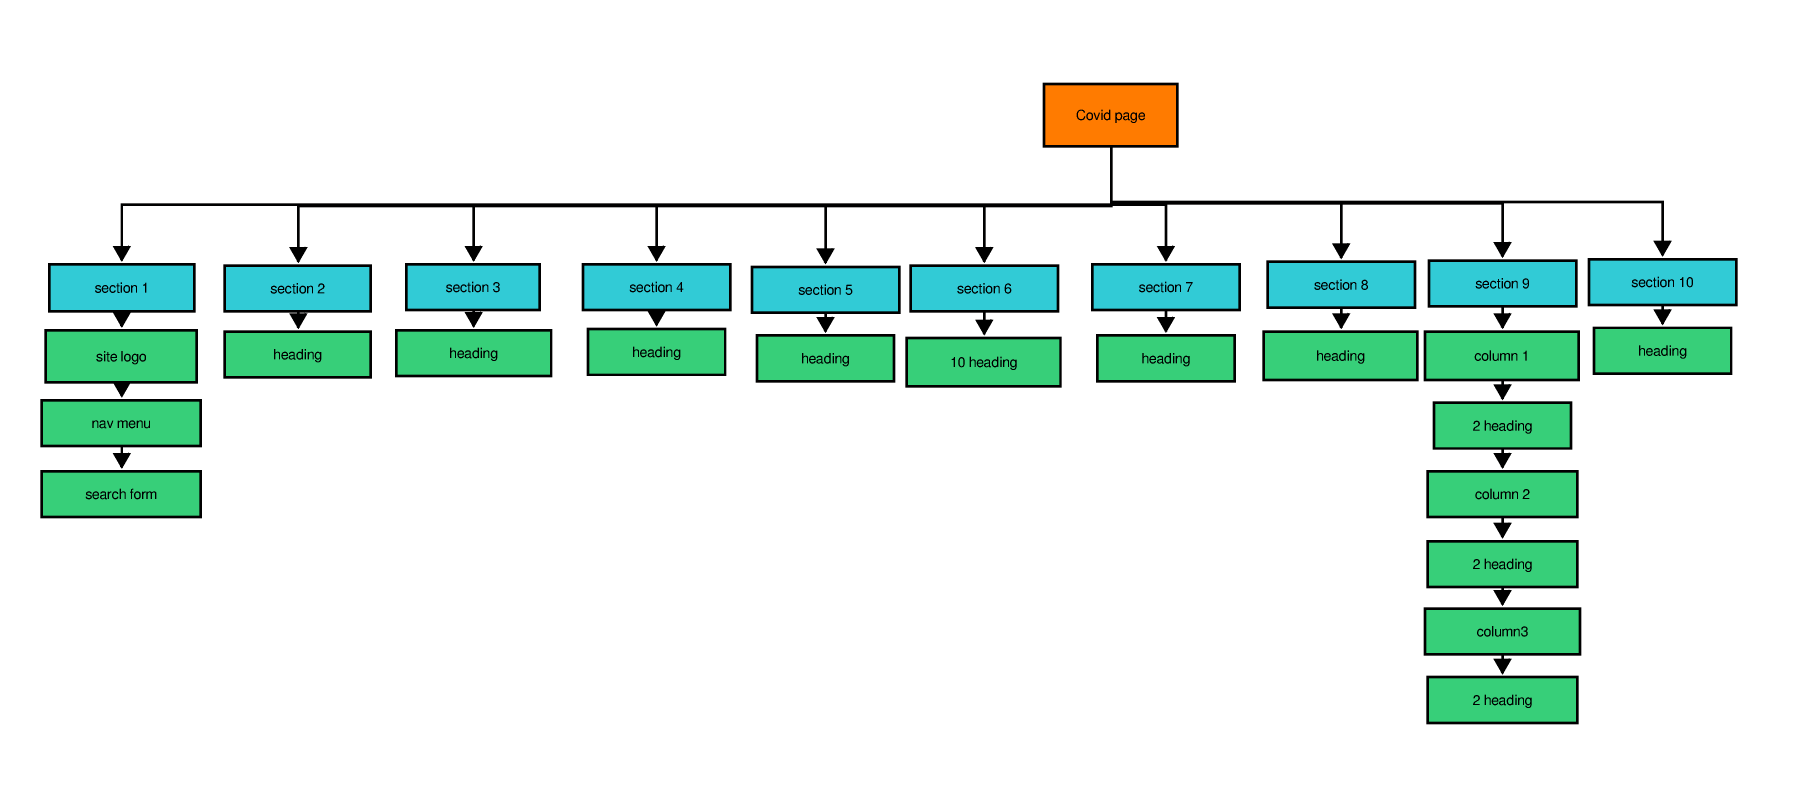 Covid page
section 1
section 2
section 3
section 4
section 5
section 6
section 7
section 8
section 9
section 10
site logo
heading
heading
heading
heading
10 heading
heading
heading
column 1
heading
nav menu
2 heading
search form
column 2
2 heading
column3
2 heading